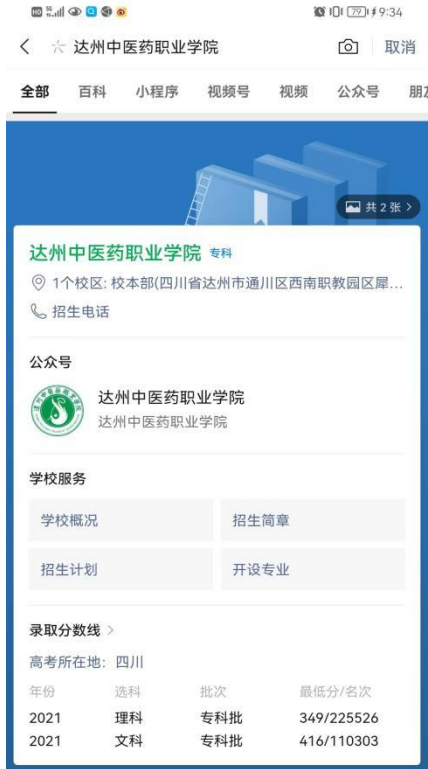 HD 5G 79 9:34
达州中医药职业学院 取消
全部 百科 小程序 视频号 视频 公众号 朋友
共2张
达州中医药职业学院 专科
1个校区: 校本部(四川省达州市通川区西南职教园区犀...
招生电话
公众号
达州中医药职业学院
达州中医药职业学院
学校服务
学校概况 招生简章
招生计划 开设专业
录取分数线
高考所在地: 四川
年份 选科 批次 最低分/名次
2021 理科 专科批 349/225526
2021 文科 专科批 416/110303